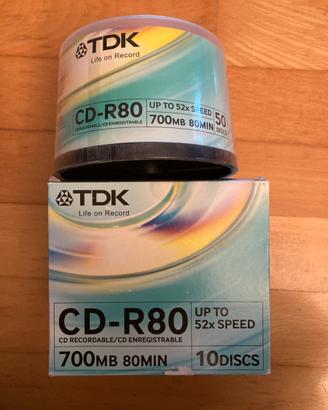 TDK
Life on Record
CD-R80
CD RECORDABLE/CD ENREGISTRABLE
UP TO 52x SPEED
700MB 80MIN
50
DISCS
TDK
Life on Record
CD-R80
CD RECORDABLE/CD ENREGISTRABLE
UP TO
52x SPEED
700MB 80MIN
10DISCS